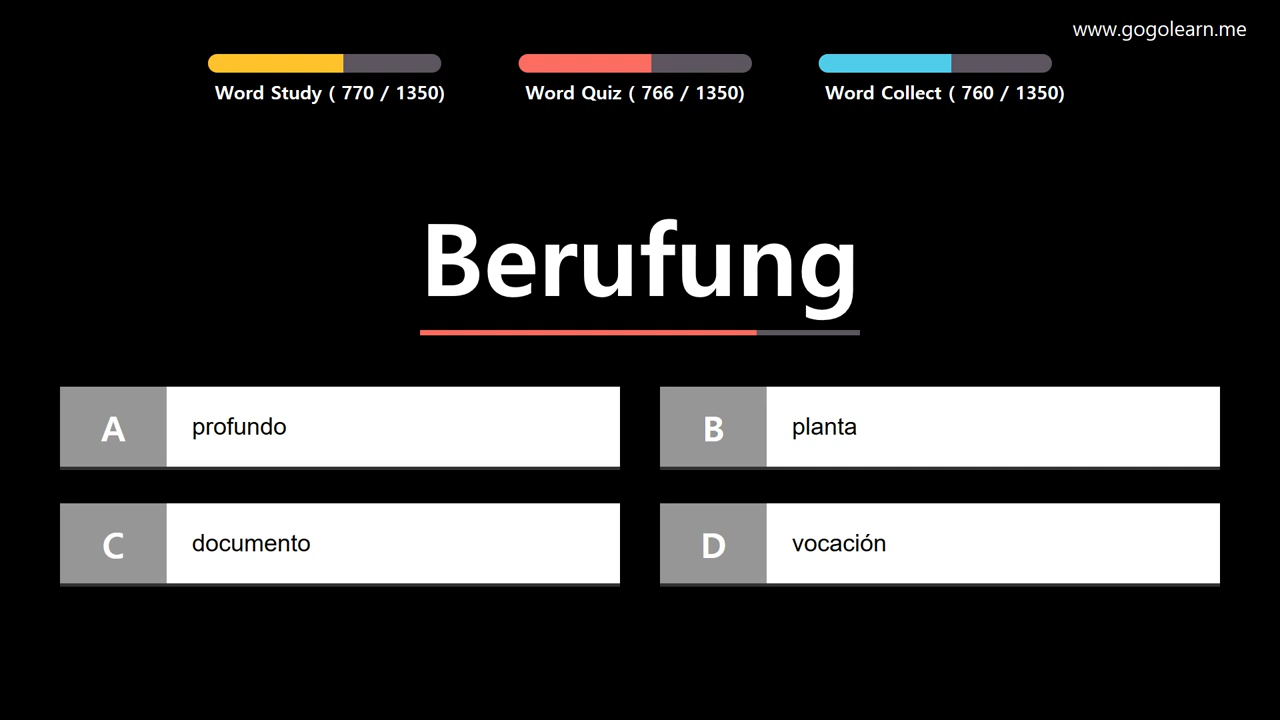 www.gogolearn.me
Word Study ( 770 / 1350)
Word Quiz ( 766 / 1350)
Word Collect ( 760 / 1350)
Berufung
A
profundo
B
planta
C
documento
D
vocación